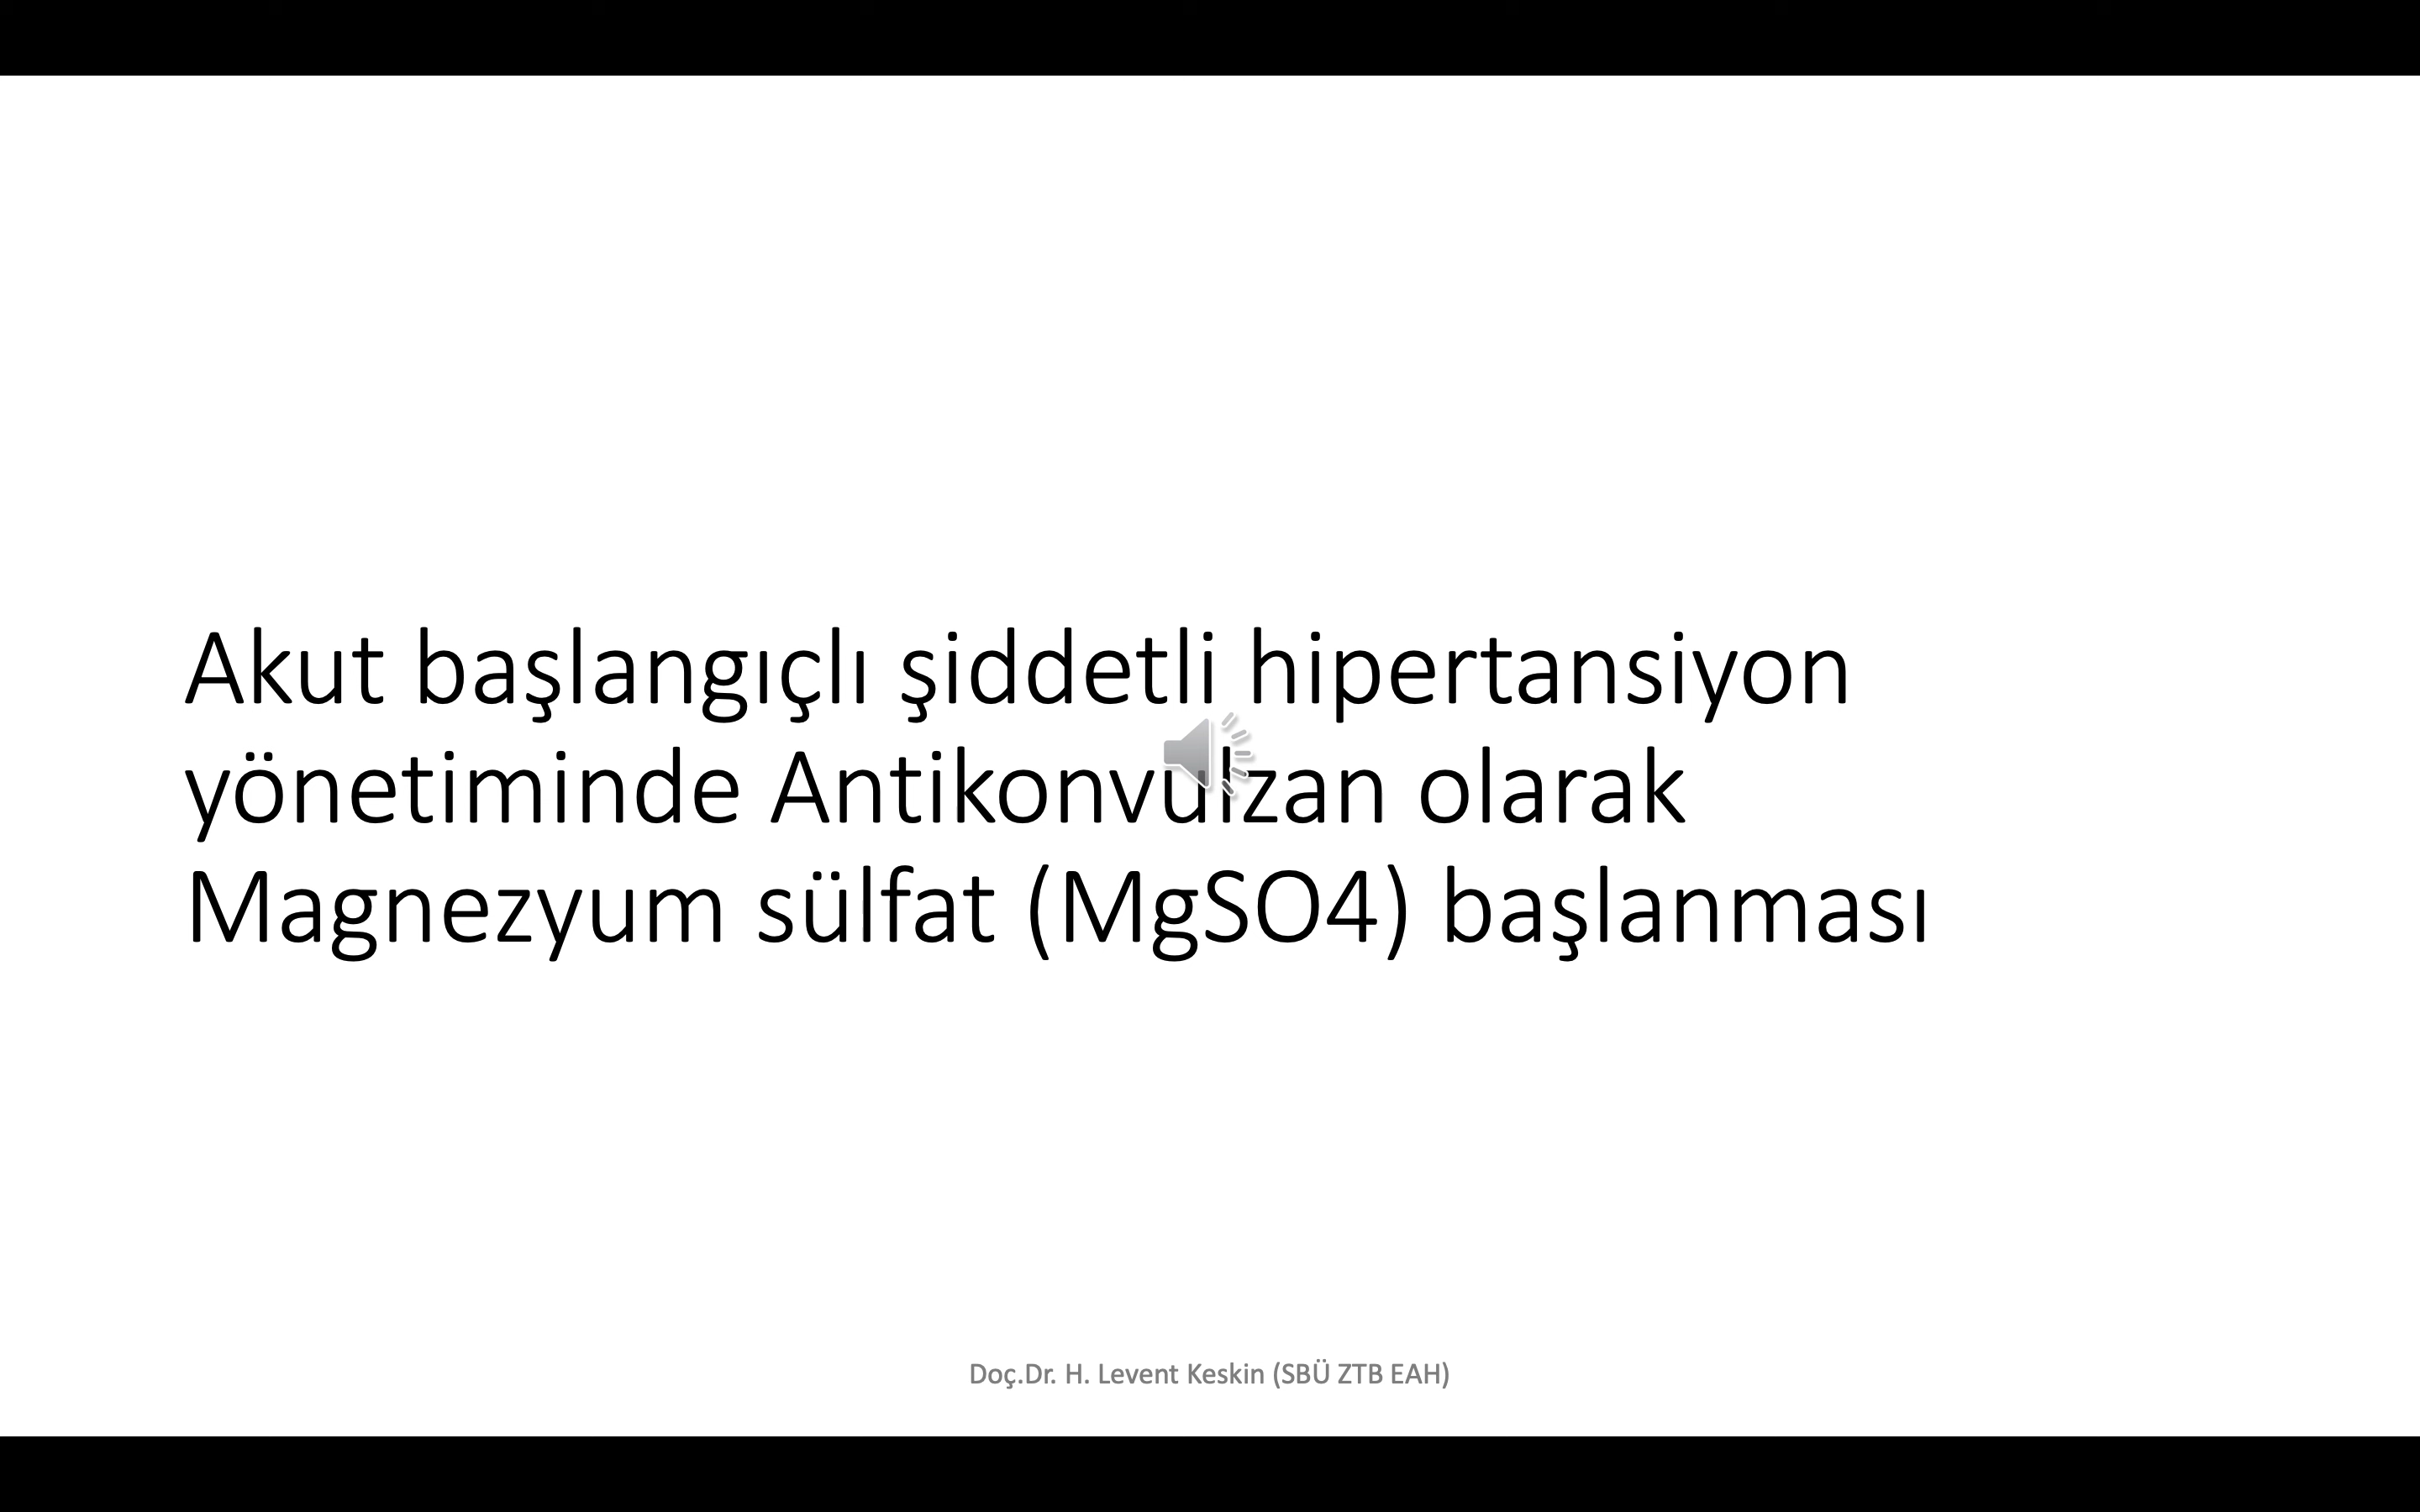 Akut başlangıçlı şiddetli hipertansiyon
yönetiminde Antikonvulzan olarak
Magnezyum sülfat (MgSO4) başlanması
Doç.Dr. H. Levent Keskin (SBÜ ZTB EAH)